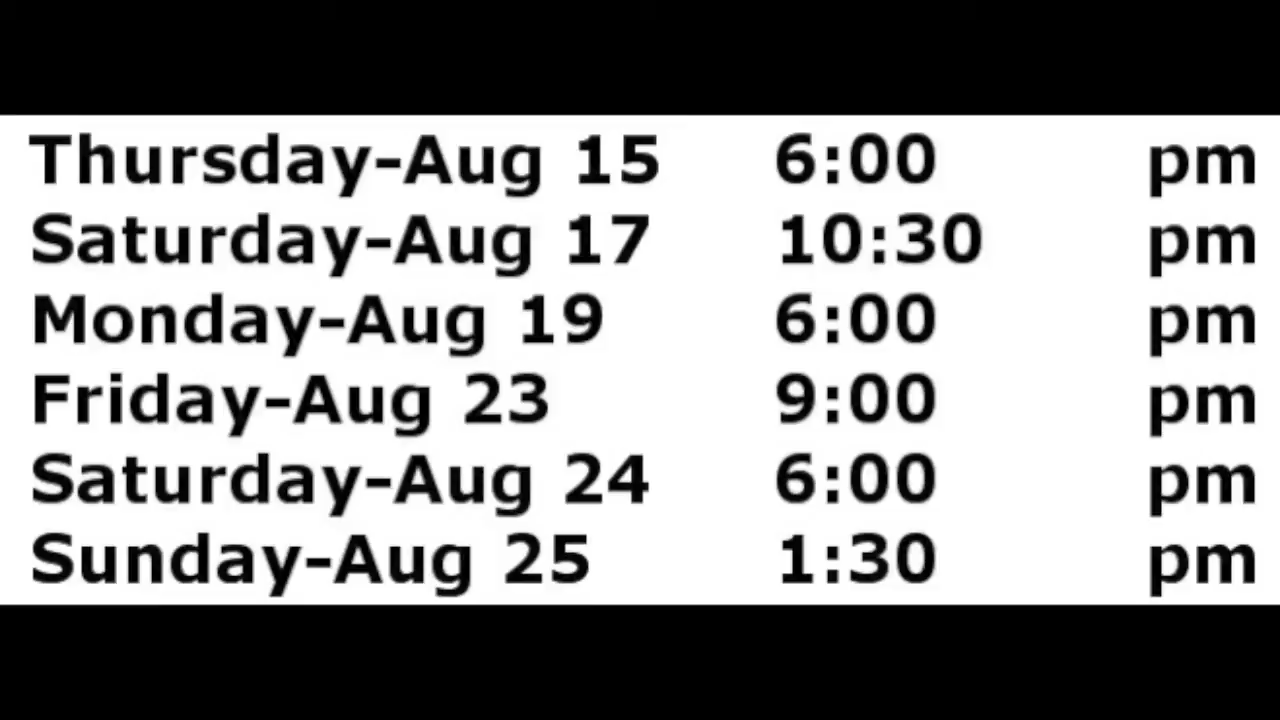 Thursday-Aug 15 6:00 pm
Saturday-Aug 17 10:30 pm
Monday-Aug 19 6:00 pm
Friday-Aug 23 9:00 pm
Saturday-Aug 24 6:00 pm
Sunday-Aug 25 1:30 pm